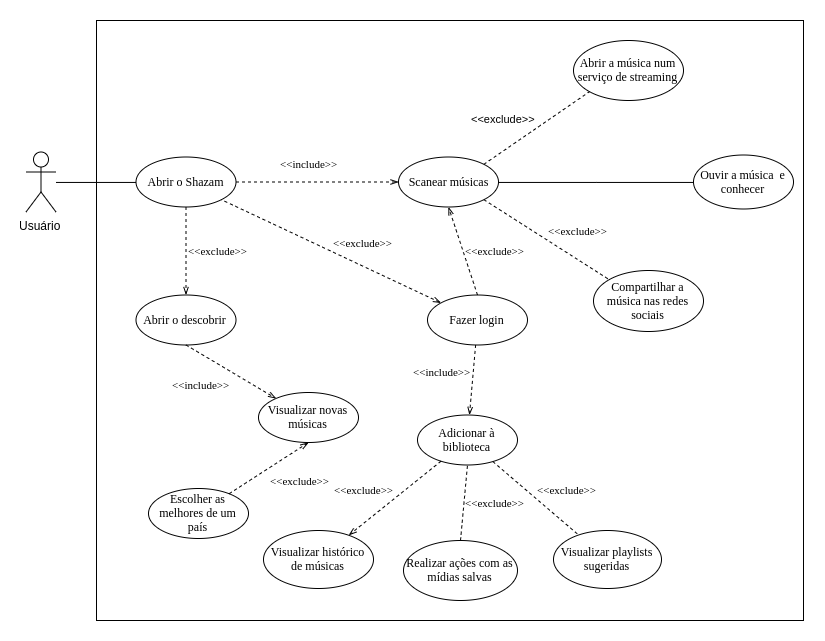 Abrir a música num
serviço de streaming
<<exclude>>
<<include>>
Abrir o Shazam
Scanear músicas
Ouvir a música e
conhecer
Usuário
<<exclude>>
<<exclude>>
<<exclude>>
<<exclude>>
Compartilhar a
música nas redes
sociais
Abrir o descobrir
Fazer login
<<include>>
<<include>>
Visualizar novas
músicas
Adicionar à
biblioteca
<<exclude>>
<<exclude>>
<<exclude>>
<<exclude>>
Escolher as
melhores de um
país
Visualizar histórico
de músicas
Realizar ações com as
mídias salvas
Visualizar playlists
sugeridas